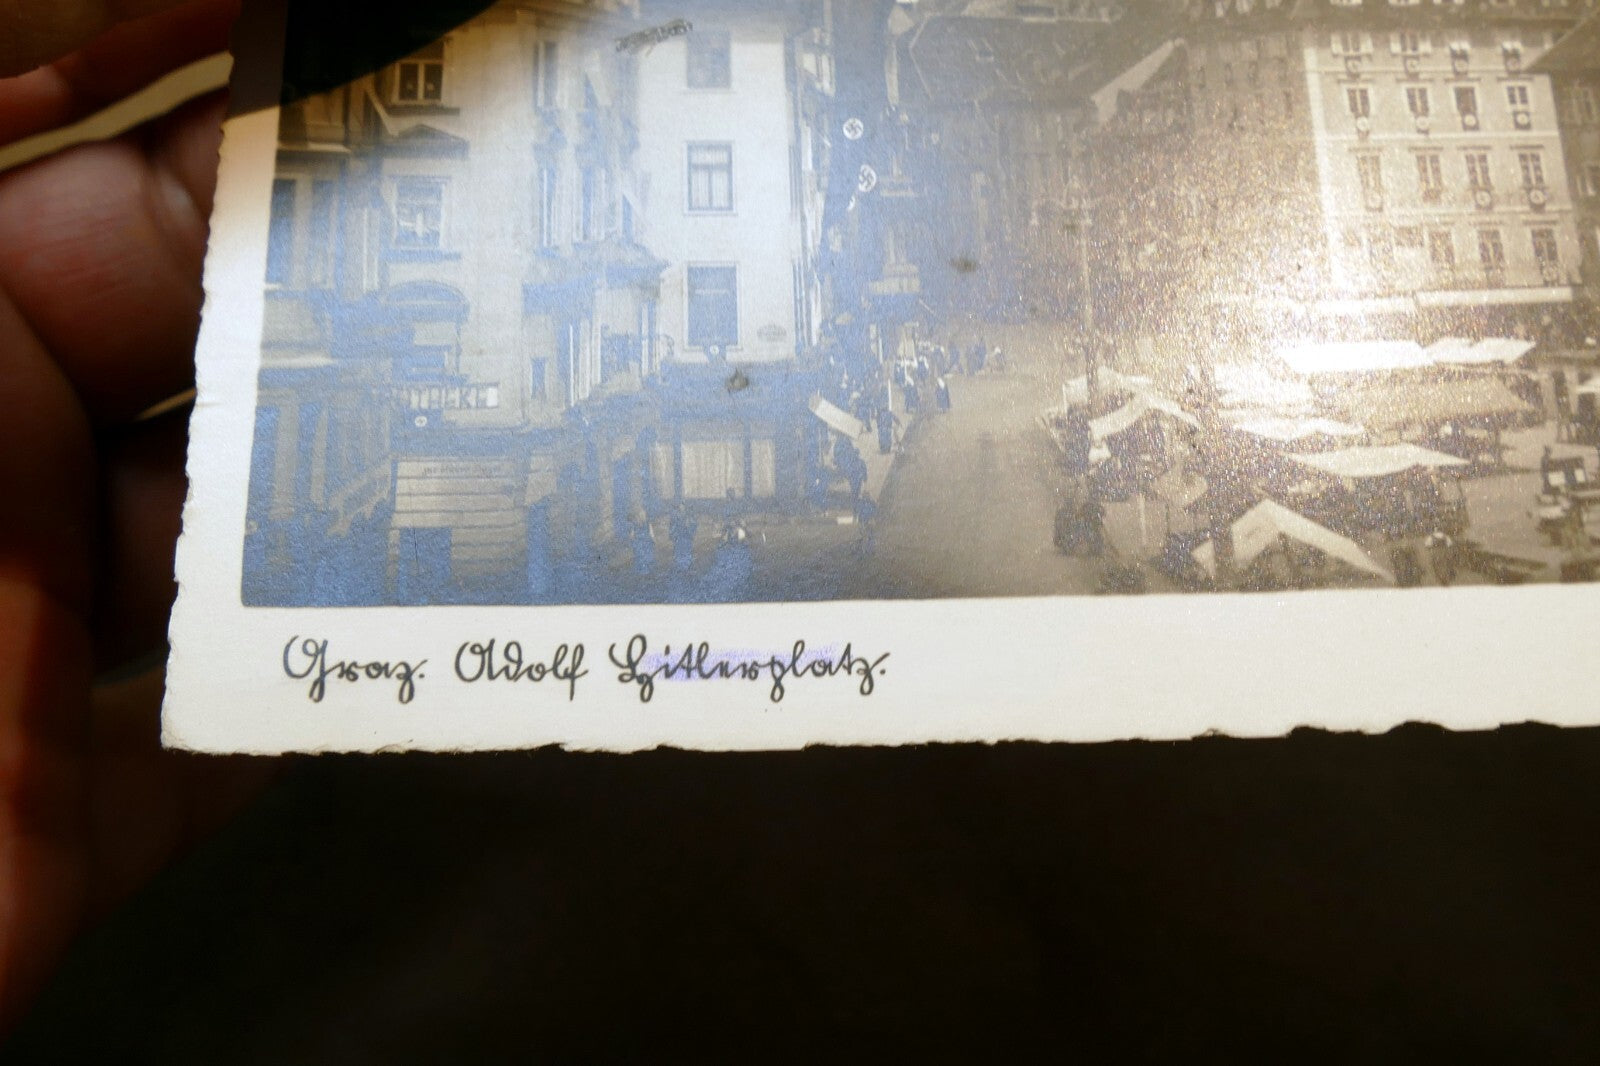 Graz. Adolf Hitlerplatz.